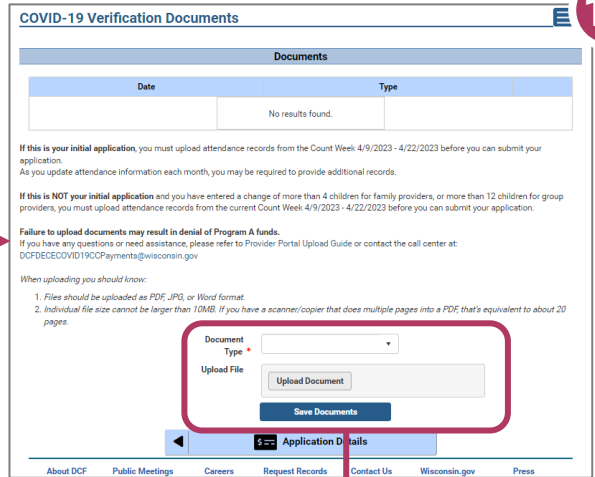 COVID-19 Verification Documents
Documents
Date Type
No results found.
If this is your initial application, you must upload attendance records from the Count Week 4/9/2023 - 4/22/2023 before you can submit your
application.
As you update attendance information each month, you may be required to provide additional records.
If this is NOT your initial application and you have entered a change of more than 4 children for family providers, or more than 12 children for group
providers, you must upload attendance records from the current Count Week 4/9/2023 - 4/22/2023 before you can submit your application.
Failure to upload documents may result in denial of Program A funds.
If you have any questions or need assistance, please refer to Provider Portal Upload Guide or contact the call center at:
DCFDECECOVID19CCPayments@wisconsin.gov
When uploading you should know:
1. Files should be uploaded as PDF, JPG, or Word format.
2. Individual file size cannot be larger than 10MB. If you have a scanner/copier that does multiple pages into a PDF, that's equivalent to about 20
pages.
Document
Type *
Upload File
Upload Document
Save Documents
Application Details
About DCF Public Meetings Careers Request Records Contact Us Wisconsin.gov Press